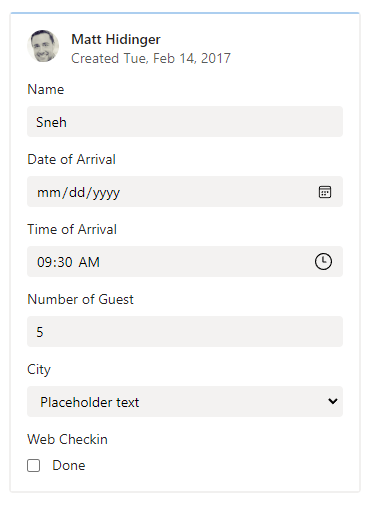 Matt Hidinger
Created Tue, Feb 14, 2017
Name
Sneh
Date of Arrival
mm/dd/yyyy
Time of Arrival
09:30 AM
Number of Guest
5
City
Placeholder text
Web Checkin
Done